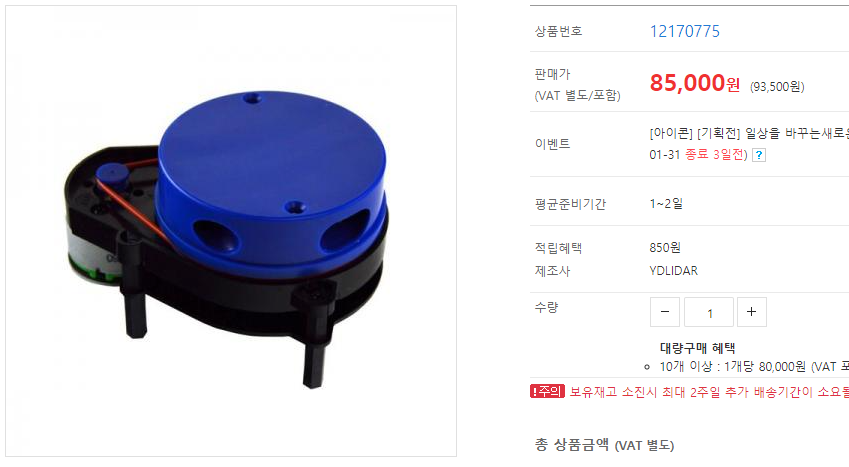 상품번호 12170775
판매가 85,000원 (93,500원)
(VAT 별도/포함)
이벤트 [아이콘] [기획전] 일상을 바꾸는새로운
01-31 종료 3일전) ?
평균준비기간 1~2일
적립혜택 850원
제조사 YDLIDAR
수량 − 1 +
대량구매 혜택
10개 이상 : 1개당 80,000원 (VAT 포
!주의 보유재고 소진시 최대 2주일 추가 배송기간이 소요될
총 상품금액 (VAT 별도)